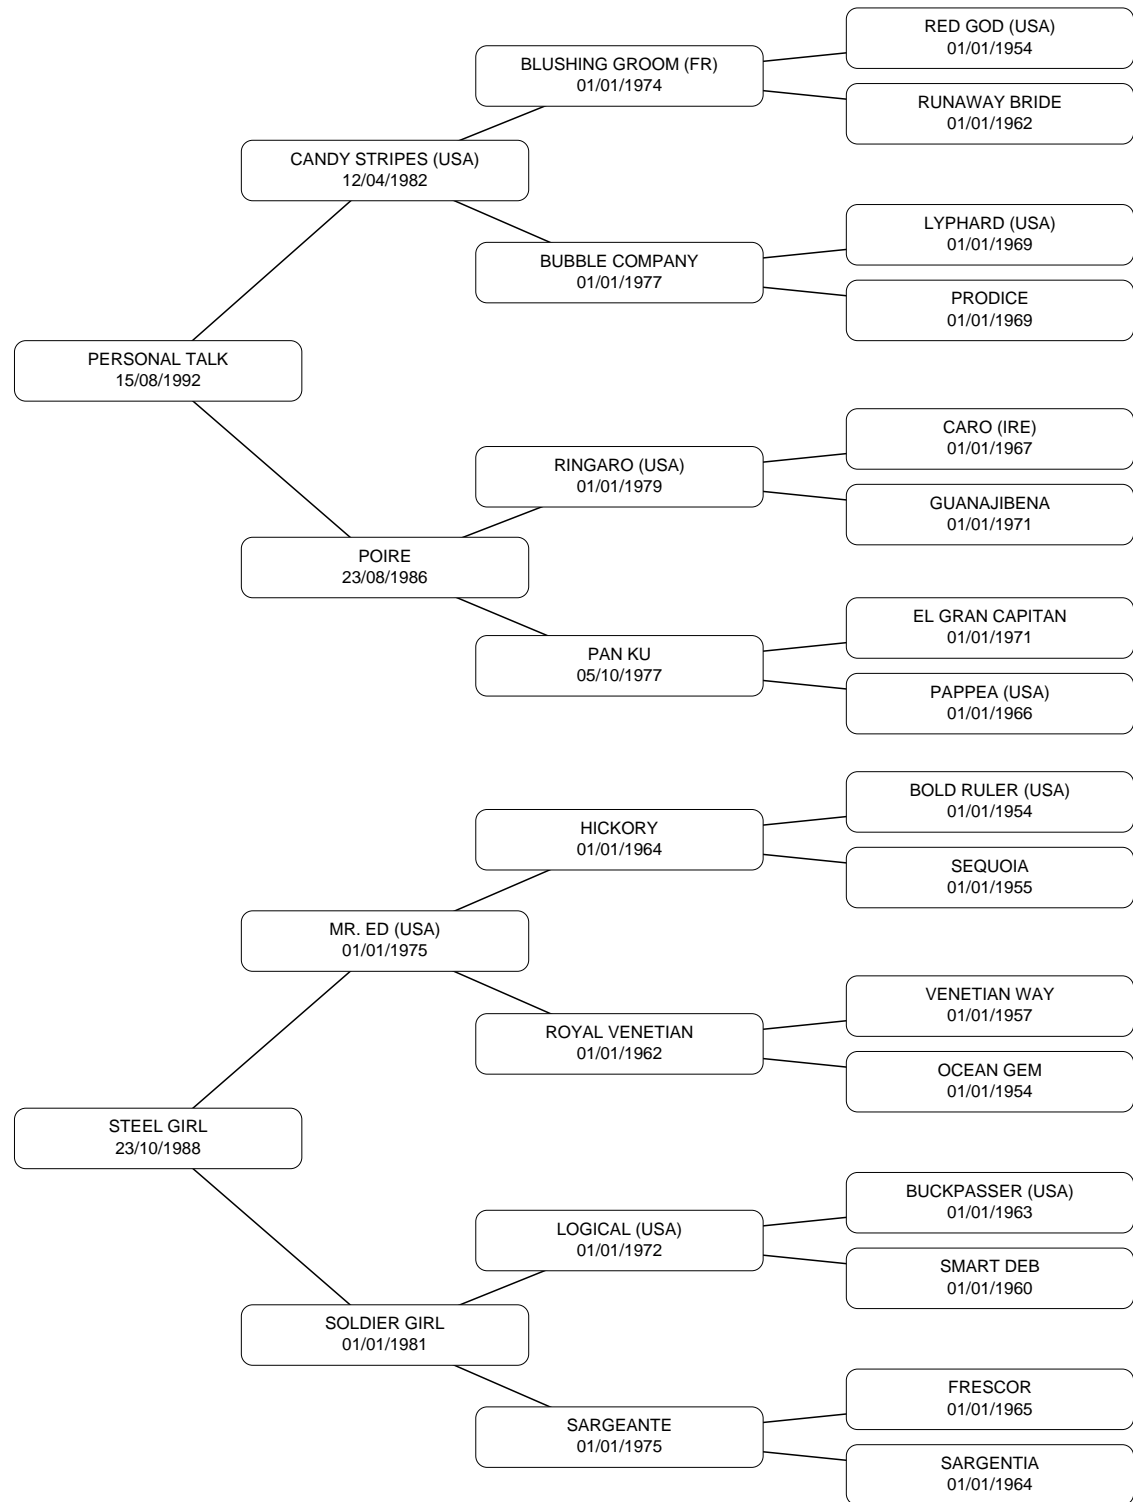 RED GOD (USA)
01/01/1954
BLUSHING GROOM (FR)
01/01/1974
RUNAWAY BRIDE
01/01/1962
CANDY STRIPES (USA)
12/04/1982
LYPHARD (USA)
01/01/1969
BUBBLE COMPANY
01/01/1977
PRODICE
01/01/1969
PERSONAL TALK
15/08/1992
CARO (IRE)
01/01/1967
RINGARO (USA)
01/01/1979
GUANAJIBENA
01/01/1971
POIRE
23/08/1986
EL GRAN CAPITAN
01/01/1971
PAN KU
05/10/1977
PAPPEA (USA)
01/01/1966
BOLD RULER (USA)
01/01/1954
HICKORY
01/01/1964
SEQUOIA
01/01/1955
MR. ED (USA)
01/01/1975
VENETIAN WAY
01/01/1957
ROYAL VENETIAN
01/01/1962
OCEAN GEM
01/01/1954
STEEL GIRL
23/10/1988
BUCKPASSER (USA)
01/01/1963
LOGICAL (USA)
01/01/1972
SMART DEB
01/01/1960
SOLDIER GIRL
01/01/1981
FRESCOR
01/01/1965
SARGEANTE
01/01/1975
SARGENTIA
01/01/1964